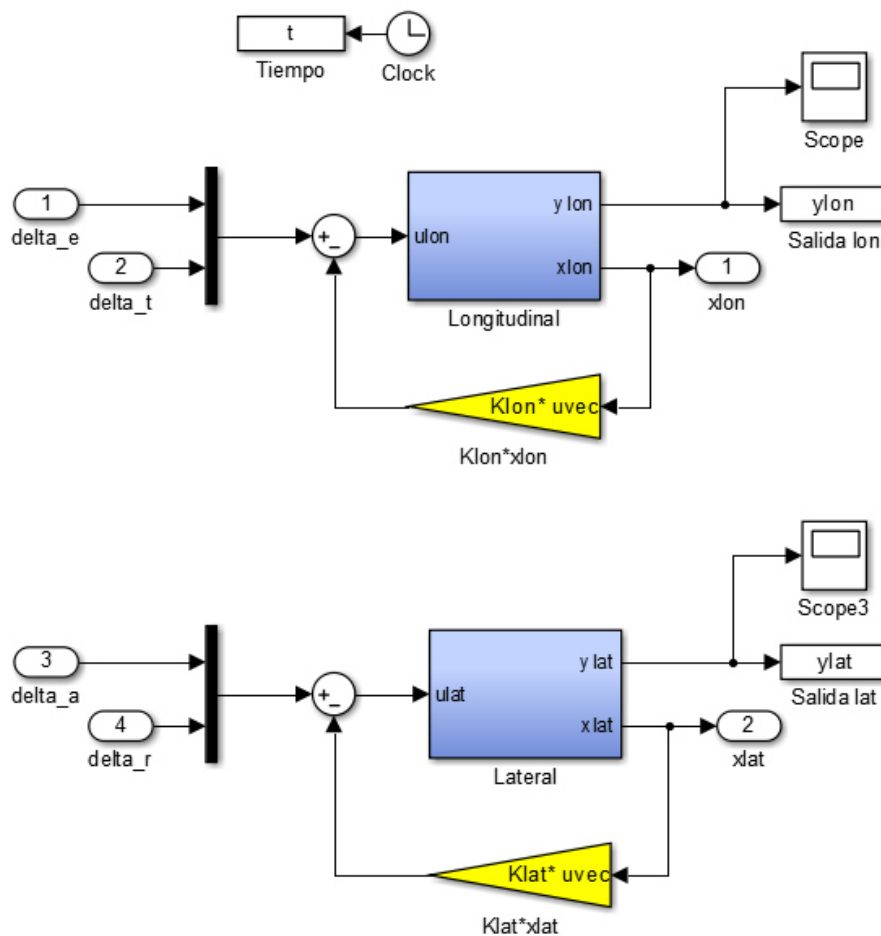 t
Tiempo
Clock
Scope
1
delta_e
2
delta_t
+
-
ulon
y lon
xlon
Longitudinal
ylon
Salida lon
1
xlon
Klon* uvec
Klon*xlon
Scope3
3
delta_a
4
delta_r
+
-
ulat
y lat
x lat
Lateral
ylat
Salida lat
2
xlat
Klat* uvec
Klat*xlat